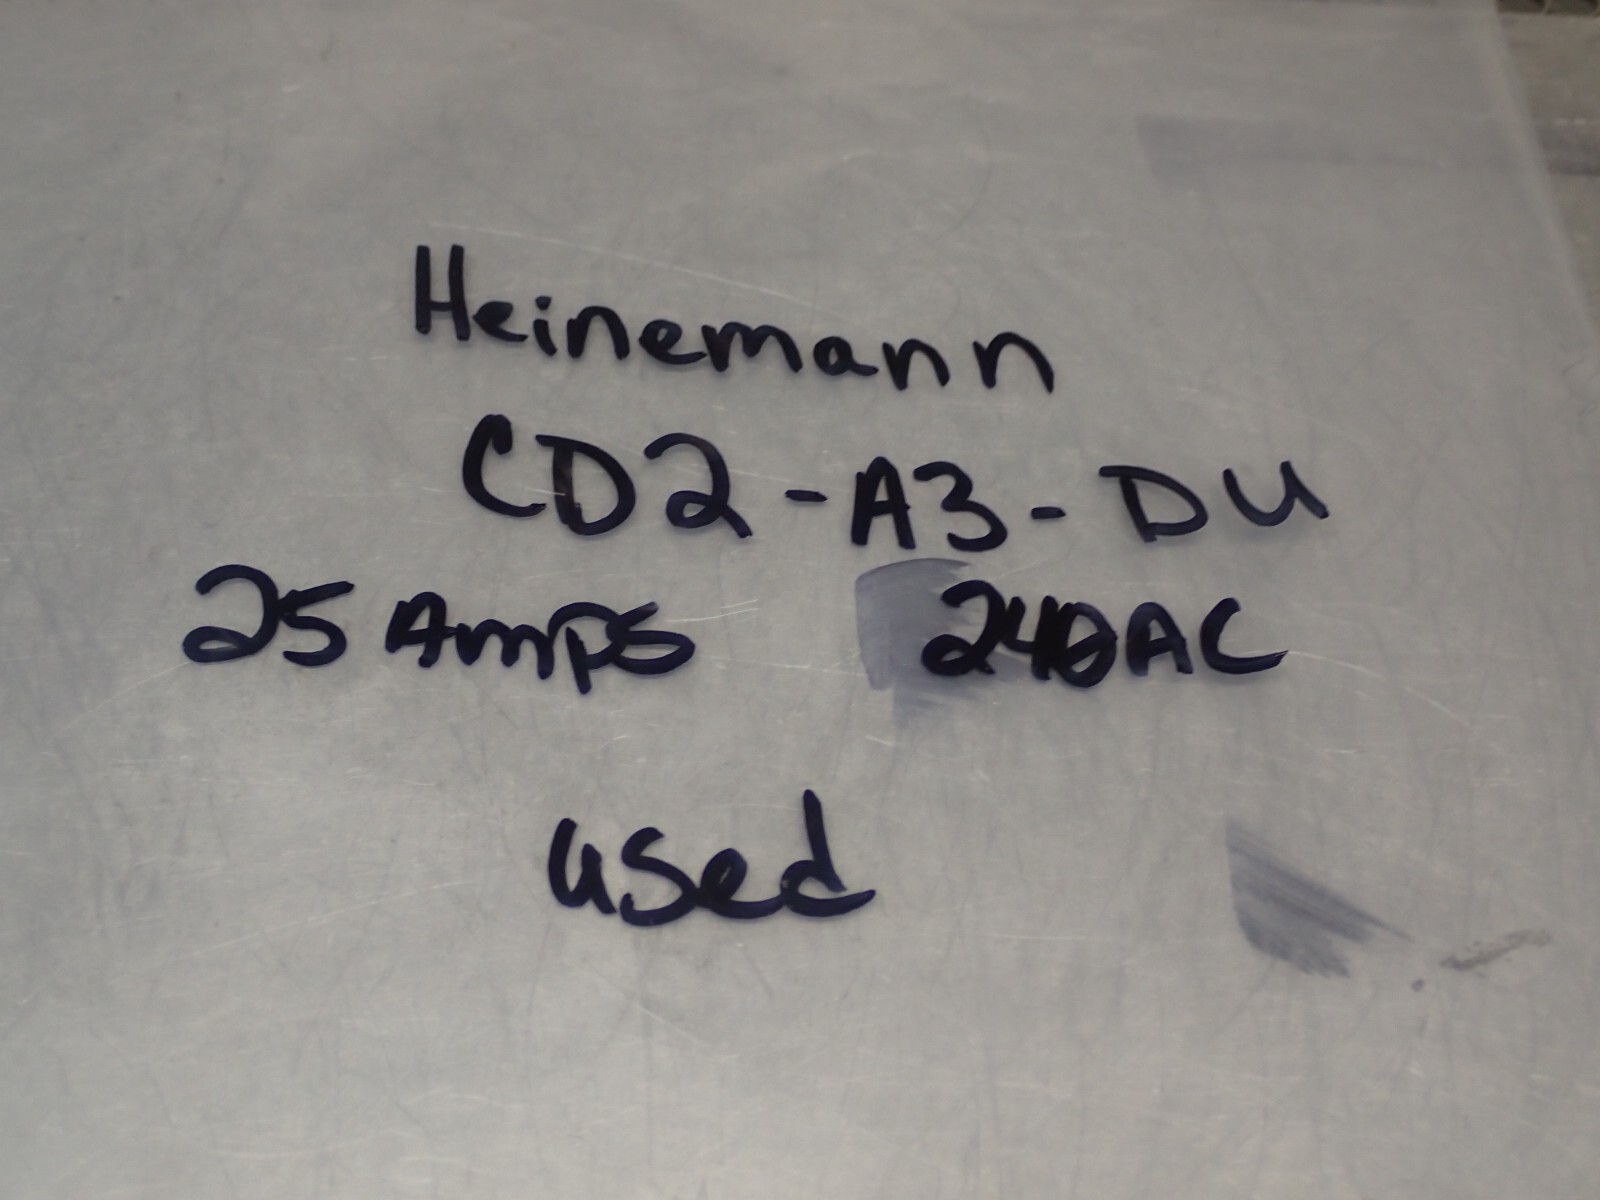 Heinemann
CD2-A3-DU
25 Amps 240AC
used